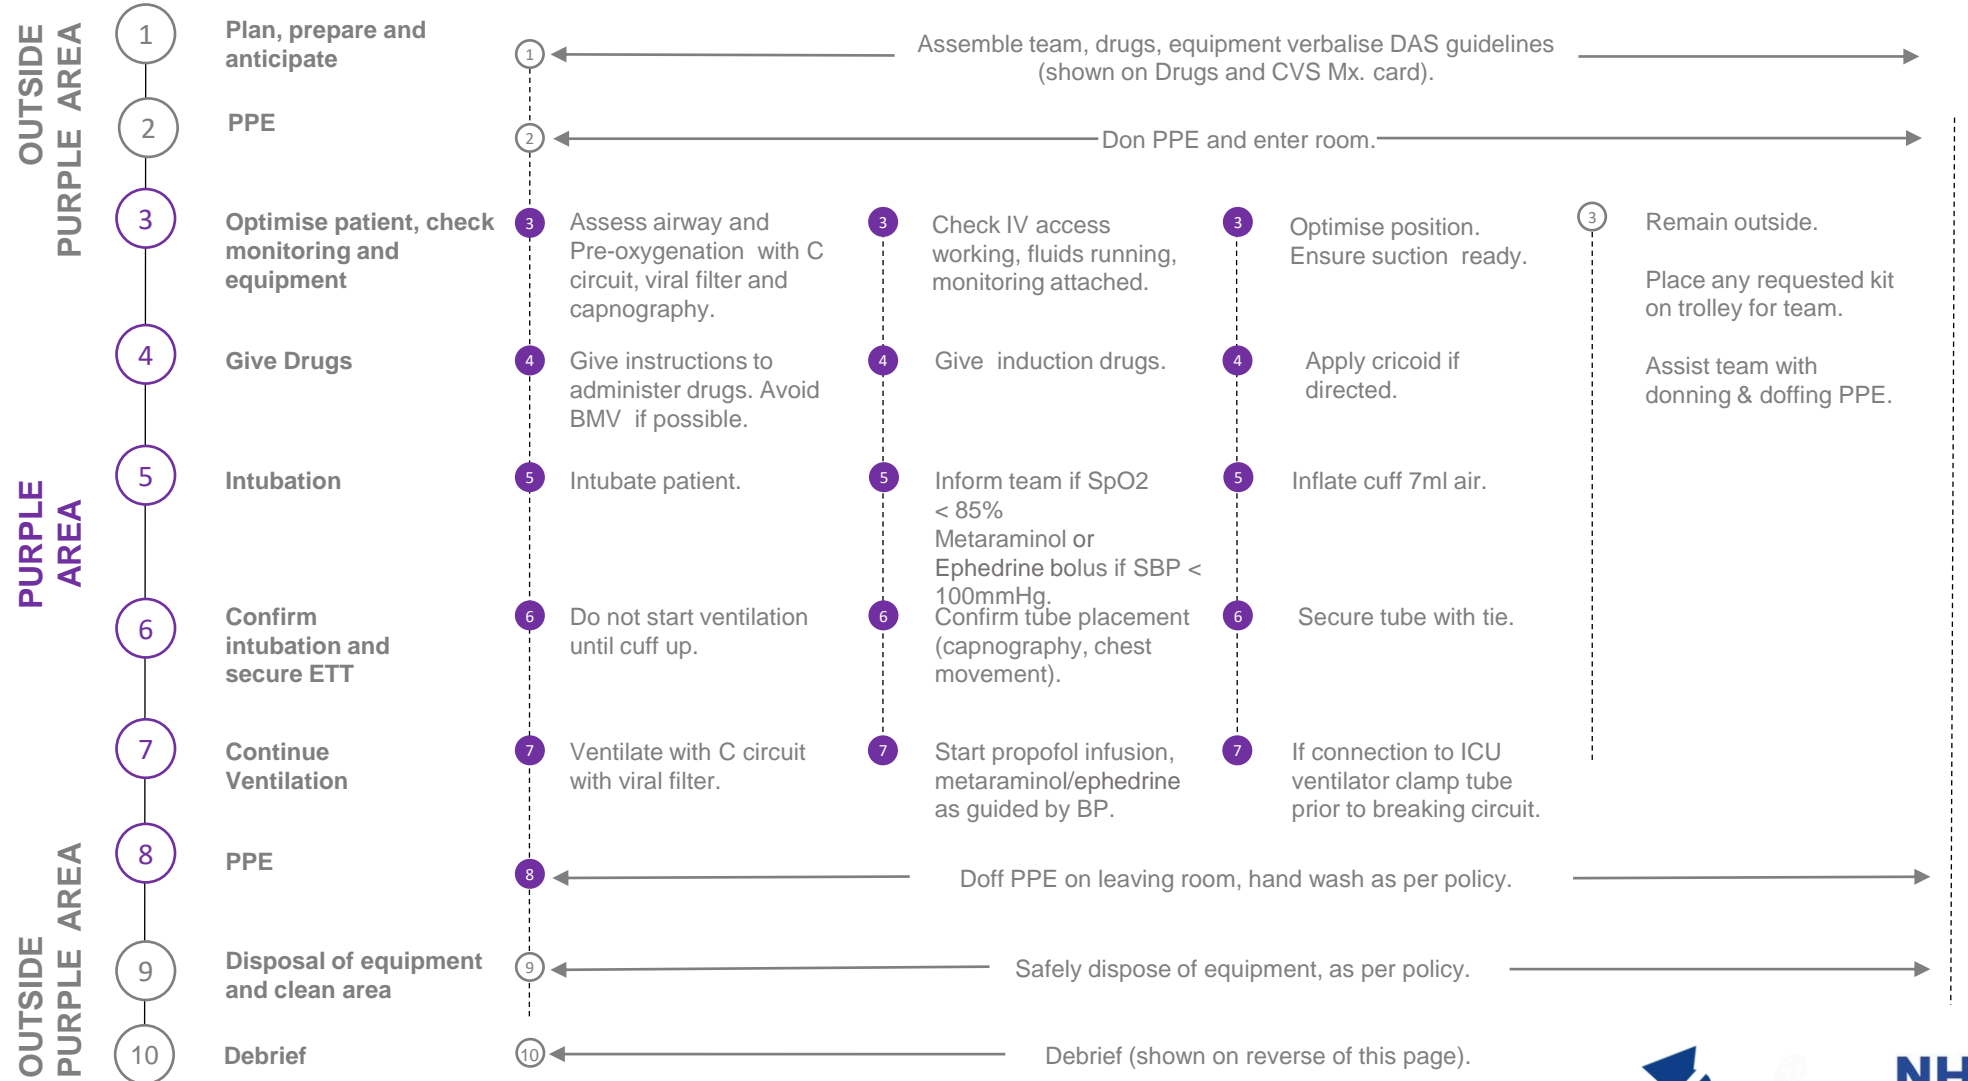 OUTSIDE
PURPLE AREA
1
Plan, prepare and
anticipate
1
Assemble team, drugs, equipment verbalise DAS guidelines
(shown on Drugs and CVS Mx. card).
2
PPE
2
Don PPE and enter room.
PURPLE
AREA
3
Optimise patient, check
monitoring and
equipment
3
Assess airway and
Pre-oxygenation with C
circuit, viral filter and
capnography.
3
Check IV access
working, fluids running,
monitoring attached.
3
Optimise position.
Ensure suction ready.
3
Remain outside.
Place any requested kit
on trolley for team.
Assist team with
donning & doffing PPE.
4
Give Drugs
4
Give instructions to
administer drugs. Avoid
BMV if possible.
4
Give induction drugs.
4
Apply cricoid if
directed.
5
Intubation
5
Intubate patient.
5
Inform team if SpO2
< 85%
Metaraminol or
Ephedrine bolus if SBP <
100mmHg.
5
Inflate cuff 7ml air.
6
Confirm
intubation and
secure ETT
6
Do not start ventilation
until cuff up.
6
Confirm tube placement
(capnography, chest
movement).
6
Secure tube with tie.
7
Continue
Ventilation
7
Ventilate with C circuit
with viral filter.
7
Start propofol infusion,
metaraminol/ephedrine
as guided by BP.
7
If connection to ICU
ventilator clamp tube
prior to breaking circuit.
8
PPE
8
Doff PPE on leaving room, hand wash as per policy.
OUTSIDE
PURPLE AREA
9
Disposal of equipment
and clean area
9
Safely dispose of equipment, as per policy.
10
Debrief
10
Debrief (shown on reverse of this page).
NH